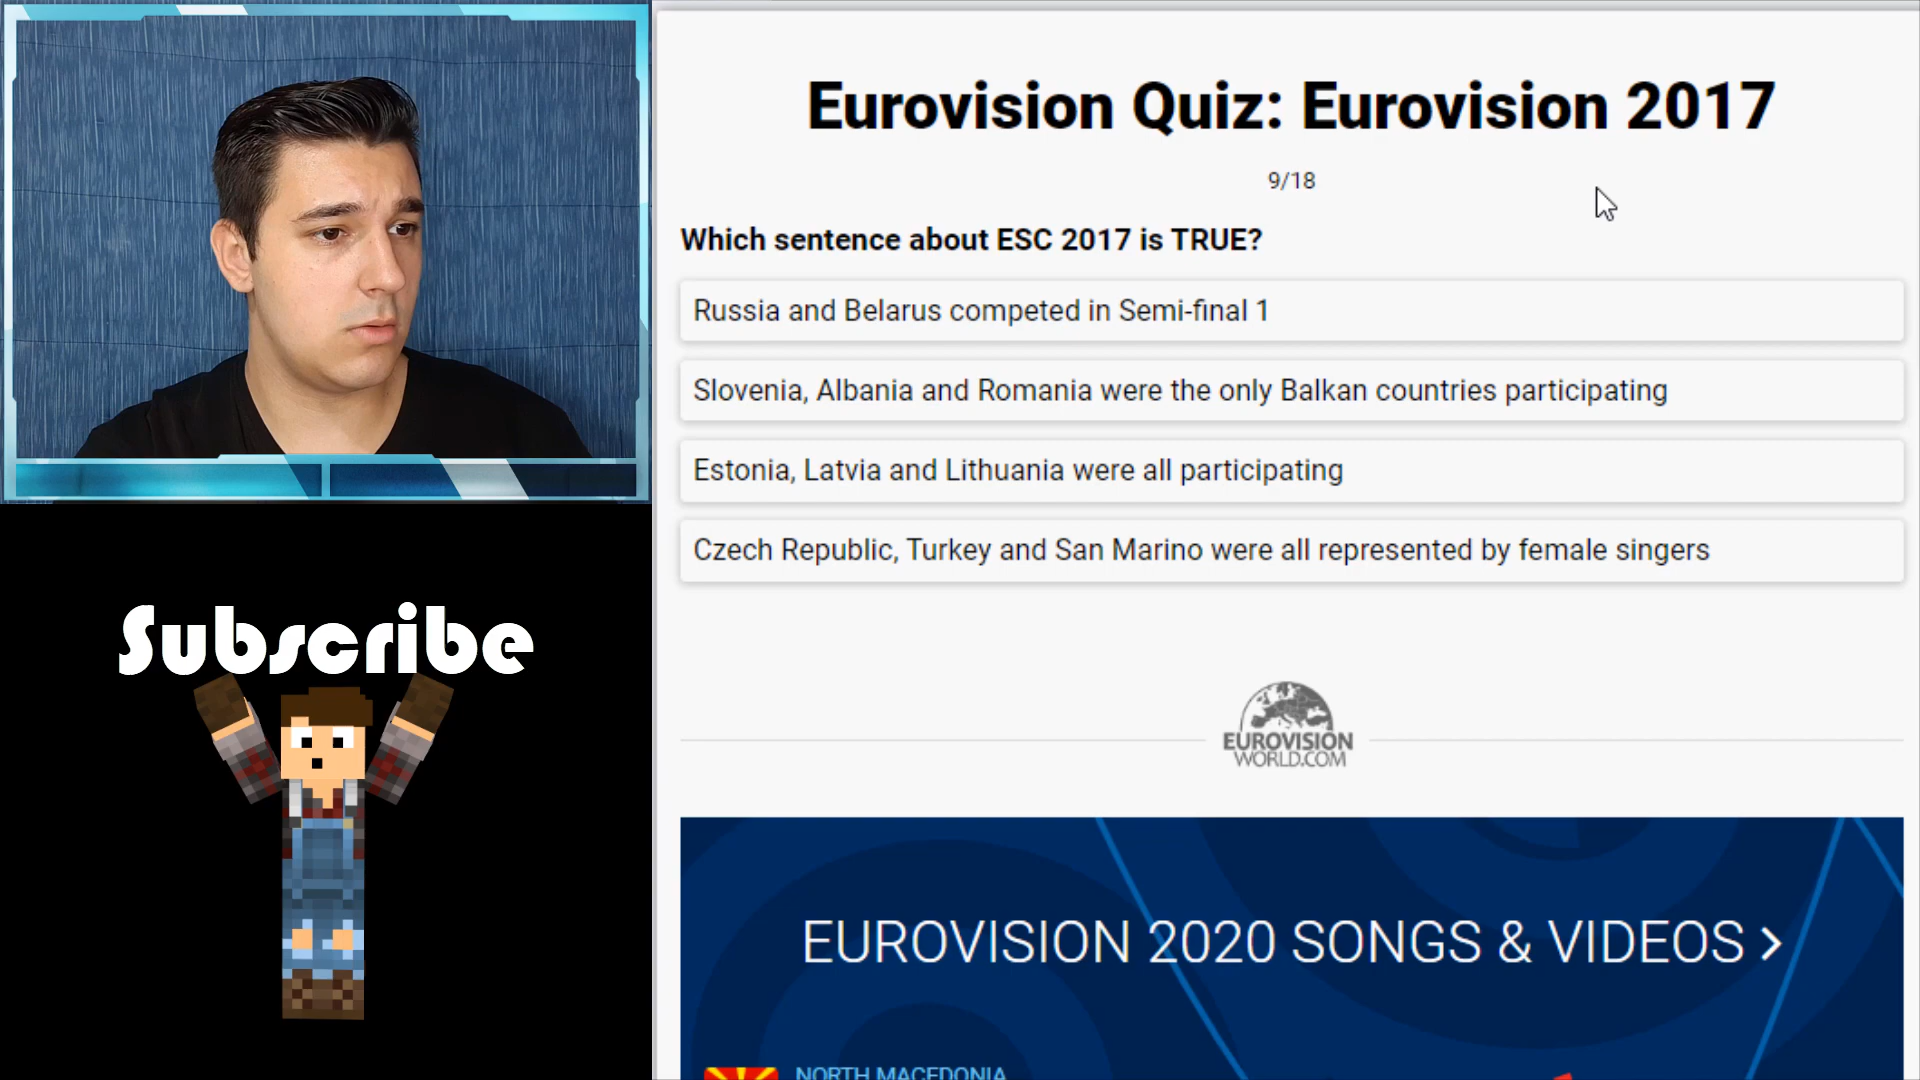 Eurovision Quiz: Eurovision 2017
9/18
Which sentence about ESC 2017 is TRUE?
Russia and Belarus competed in Semi-final 1
Slovenia, Albania and Romania were the only Balkan countries participating
Estonia, Latvia and Lithuania were all participating
Czech Republic, Turkey and San Marino were all represented by female singers
Subscribe
EUROVISION
WORLD.COM
EUROVISION 2020 SONGS & VIDEOS >
NORTH MACEDONIA